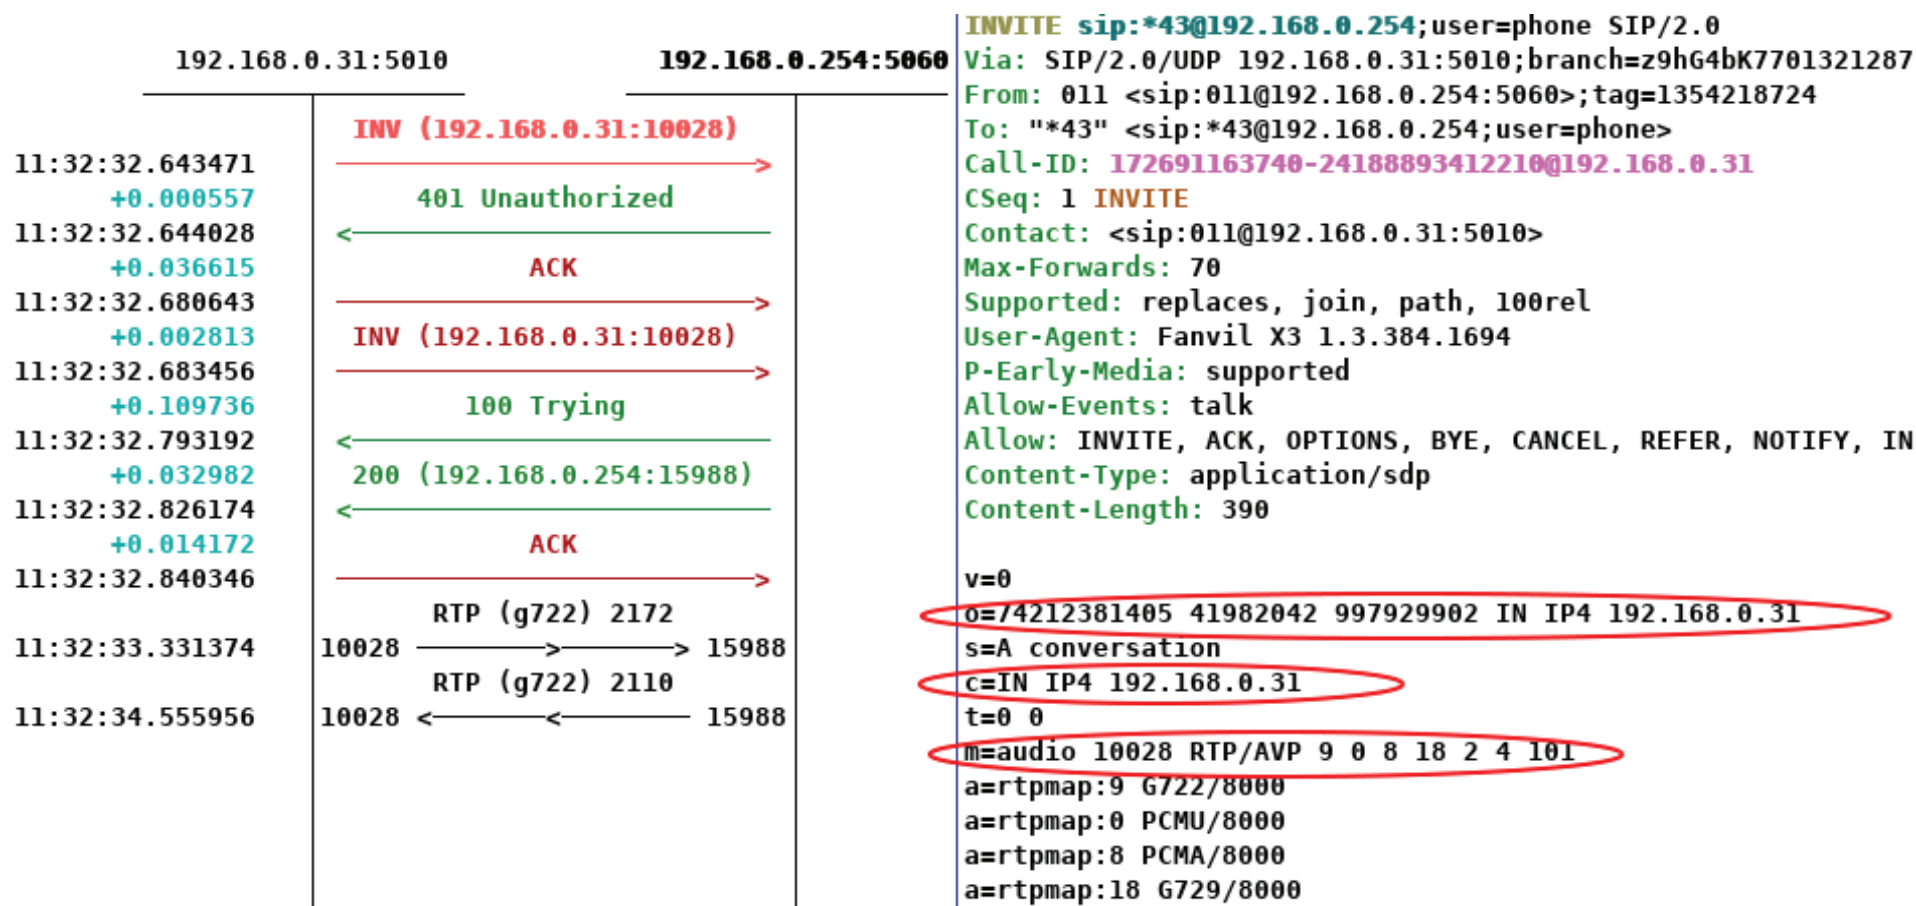 192.168.0.31:5010 192.168.0.254:5060
INV (192.168.0.31:10028)
11:32:32.643471
+0.000557 401 Unauthorized
11:32:32.644028
+0.036615 ACK
11:32:32.680643
+0.002813 INV (192.168.0.31:10028)
11:32:32.683456
+0.109736 100 Trying
11:32:32.793192
+0.032982 200 (192.168.0.254:15988)
11:32:32.826174
+0.014172 ACK
11:32:32.840346
RTP (g722) 2172
11:32:33.331374 10028 ──────>──────> 15988
RTP (g722) 2110
11:32:34.555956 10028 <──────<────── 15988
INVITE sip:*43@192.168.0.254;user=phone SIP/2.0
Via: SIP/2.0/UDP 192.168.0.31:5010;branch=z9hG4bK7701321287
From: 011 <sip:011@192.168.0.254:5060>;tag=1354218724
To: "*43" <sip:*43@192.168.0.254;user=phone>
Call-ID: 172691163740-24188893412210@192.168.0.31
CSeq: 1 INVITE
Contact: <sip:011@192.168.0.31:5010>
Max-Forwards: 70
Supported: replaces, join, path, 100rel
User-Agent: Fanvil X3 1.3.384.1694
P-Early-Media: supported
Allow-Events: talk
Allow: INVITE, ACK, OPTIONS, BYE, CANCEL, REFER, NOTIFY, IN
Content-Type: application/sdp
Content-Length: 390
v=0
o=74212381405 41982042 997929902 IN IP4 192.168.0.31
s=A conversation
c=IN IP4 192.168.0.31
t=0 0
m=audio 10028 RTP/AVP 9 0 8 18 2 4 101
a=rtpmap:9 G722/8000
a=rtpmap:0 PCMU/8000
a=rtpmap:8 PCMA/8000
a=rtpmap:18 G729/8000